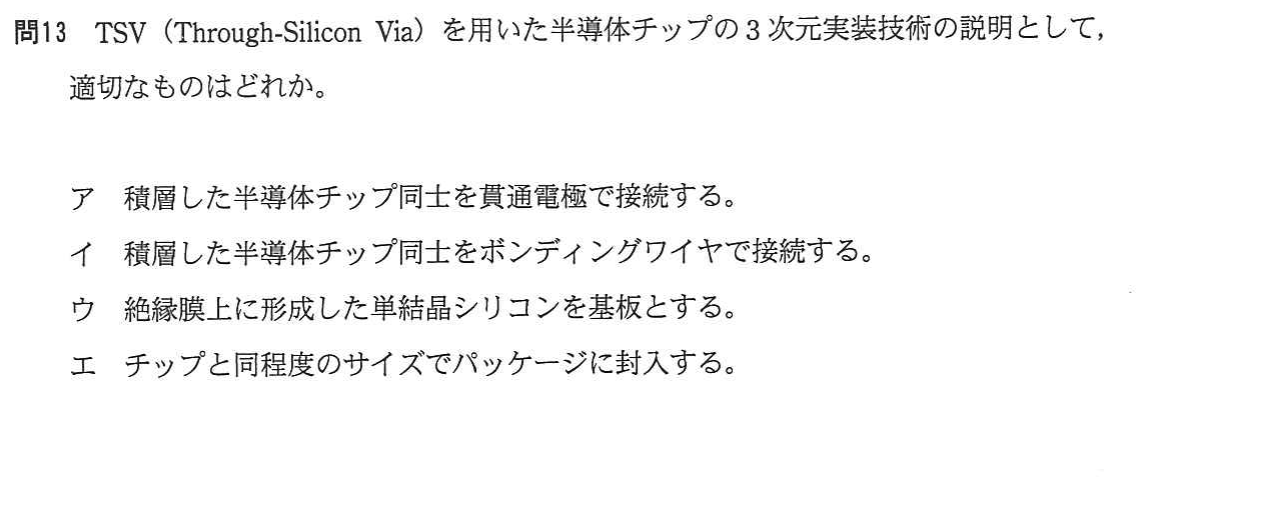 問13　TSV（Through-Silicon Via）を用いた半導体チップの3次元実装技術の説明として，
適切なものはどれか。
ア　積層した半導体チップ同士を貫通電極で接続する。
イ　積層した半導体チップ同士をボンディングワイヤで接続する。
ウ　絶縁膜上に形成した単結晶シリコンを基板とする。
エ　チップと同程度のサイズでパッケージに封入する。